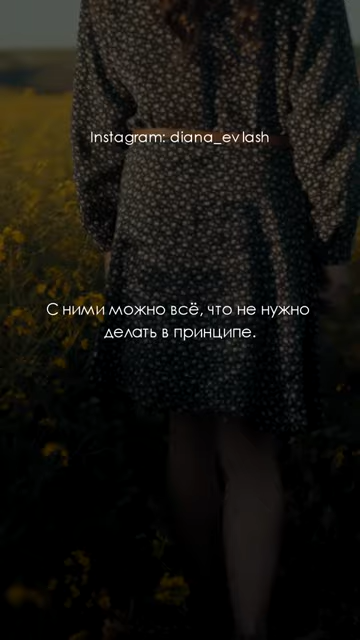 Instagram: diana_evlash
С ними можно всё, что не нужно
делать в принципе.